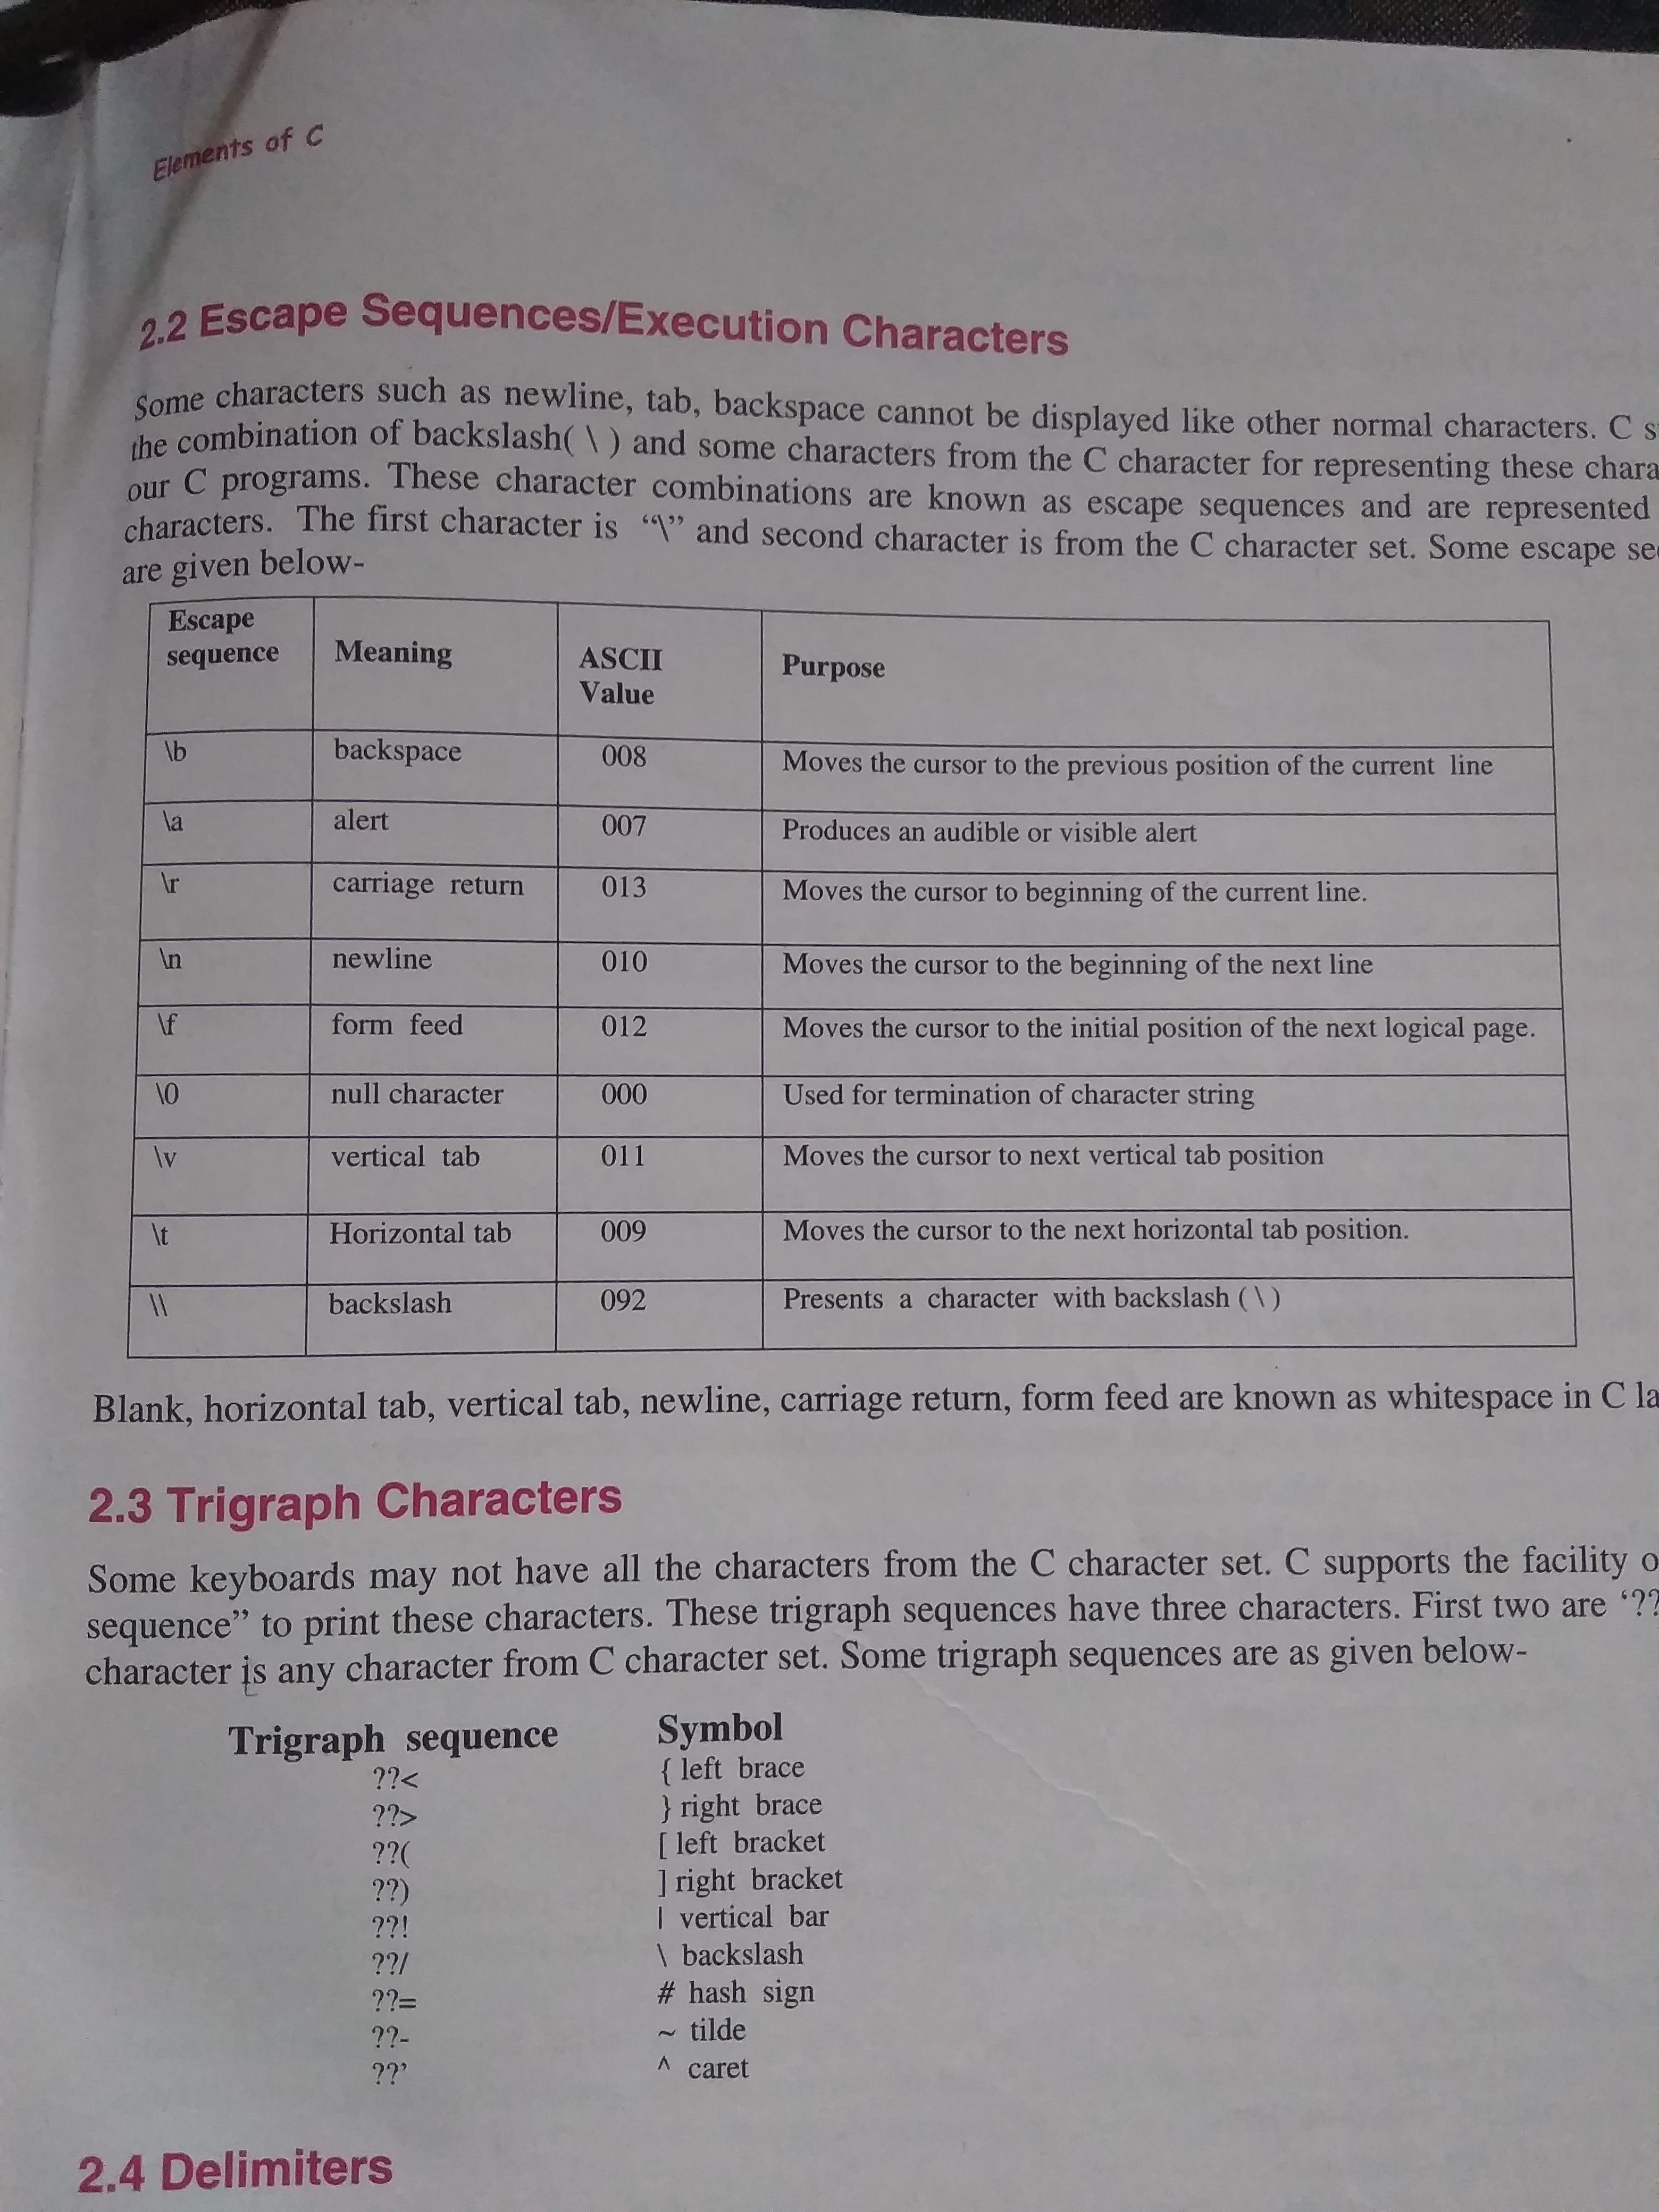 Elements of C
2.2 Escape Sequences/Execution Characters
Some characters such as newline, tab, backspace cannot be displayed like other normal characters. C
the combination of backslash( \ ) and some characters from the C character for representing these
our C programs. These character combinations are known as escape sequences and are represented
characters. The first character is “\” and second character is from the C character set. Some escape
are given below-
Escape sequence Meaning ASCII Value Purpose
\b backspace 008 Moves the cursor to the previous position of the current line
\a alert 007 Produces an audible or visible alert
\r carriage return 013 Moves the cursor to beginning of the current line.
\n newline 010 Moves the cursor to the beginning of the next line
\f form feed 012 Moves the cursor to the initial position of the next logical page.
\0 null character 000 Used for termination of character string
\v vertical tab 011 Moves the cursor to next vertical tab position
\t Horizontal tab 009 Moves the cursor to the next horizontal tab position.
\\ backslash 092 Presents a character with backslash ( \ )
Blank, horizontal tab, vertical tab, newline, carriage return, form feed are known as whitespace in C
2.3 Trigraph Characters
Some keyboards may not have all the characters from the C character set. C supports the facility
sequence” to print these characters. These trigraph sequences have three characters. First two are ‘??
character is any character from C character set. Some trigraph sequences are as given below-
Trigraph sequence Symbol
??< { left brace
??> } right brace
??( [ left bracket
??) ] right bracket
??! | vertical bar
??/ \ backslash
??= # hash sign
??- ~ tilde
??’ ^ caret
2.4 Delimiters